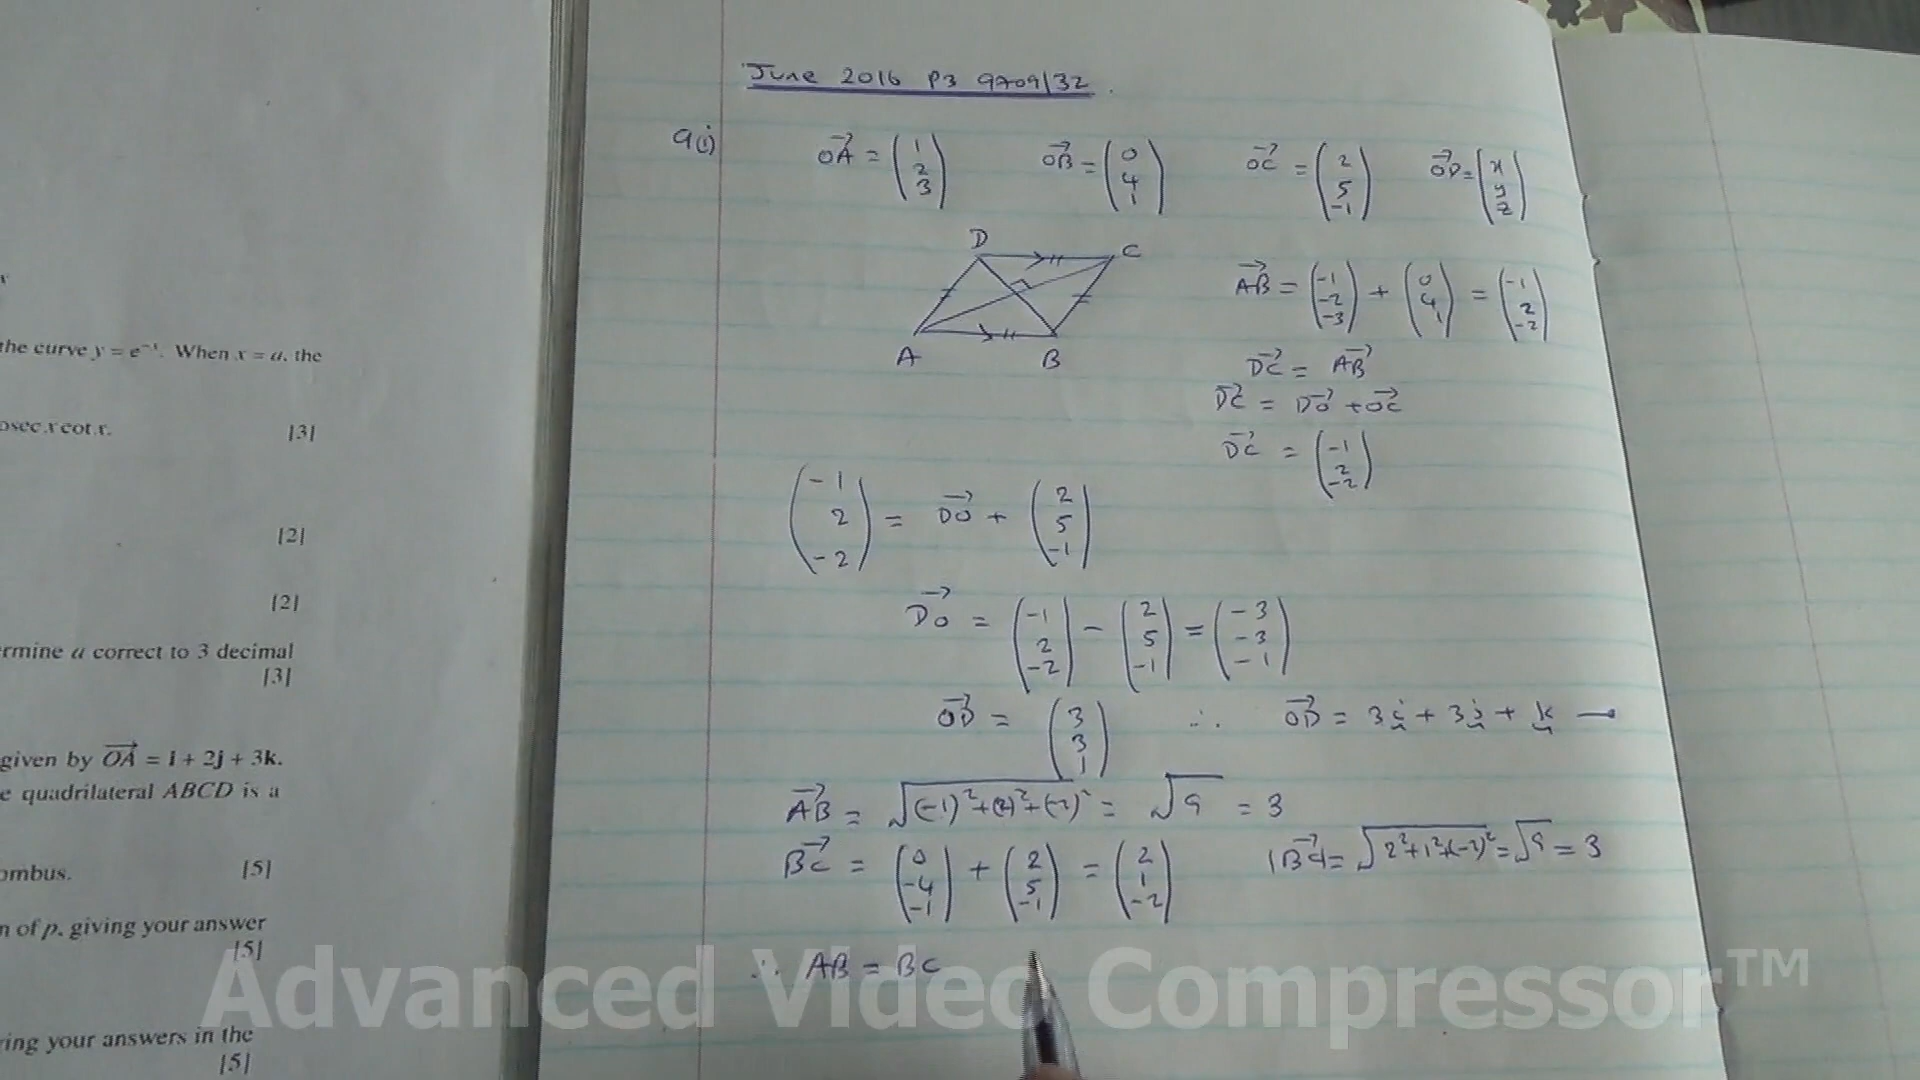 the curve y = e⁻ˣ. When x = a, the
osec x cot x. [3]
[2]
[2]
rmine a correct to 3 decimal
[3]
given by OA→ = i + 2j + 3k.
e quadrilateral ABCD is a
ombus. [5]
n of p, giving your answer
[5]
ring your answers in the
[5]
June 2016 P3 9709/32
9(i) OA→ = (1 2 3) OB→ = (0 4 1) OC→ = (2 5 -1) OD→ = (x y z)
D C
A B
AB→ = (-1 -2 -3) + (0 4 1) = (-1 2 -2)
DC→ = AB→
DC→ = DO→ + OC→
DC→ = (-1 2 -2)
(-1 2 -2) = DO→ + (2 5 -1)
DO→ = (-1 2 -2) - (2 5 -1) = (-3 -3 -1)
OD→ = (3 3 1) ∴ OD→ = 3i + 3j + k
AB→ = √(-1)²+(2)²+(-2)² = √9 = 3
BC→ = (0 -4 -1) + (2 5 -1) = (2 1 -2) |BC→| = √2²+1²+(-2)² = √9 = 3
∴ AB = BC
Advanced Video Compressor™